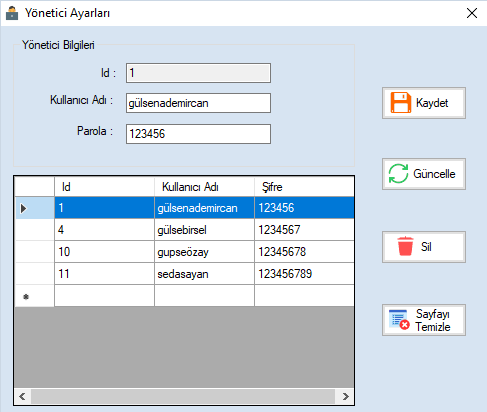 Yönetici Ayarları
Yönetici Bilgileri
Id : 1
Kullanıcı Adı : gülsenademircan
Parola : 123456
Kaydet
Güncelle
Sil
Sayfayı
Temizle
Id Kullanıcı Adı Şifre
1 gülsenademircan 123456
4 gülsebirsel 1234567
10 gupseözay 12345678
11 sedasayan 123456789